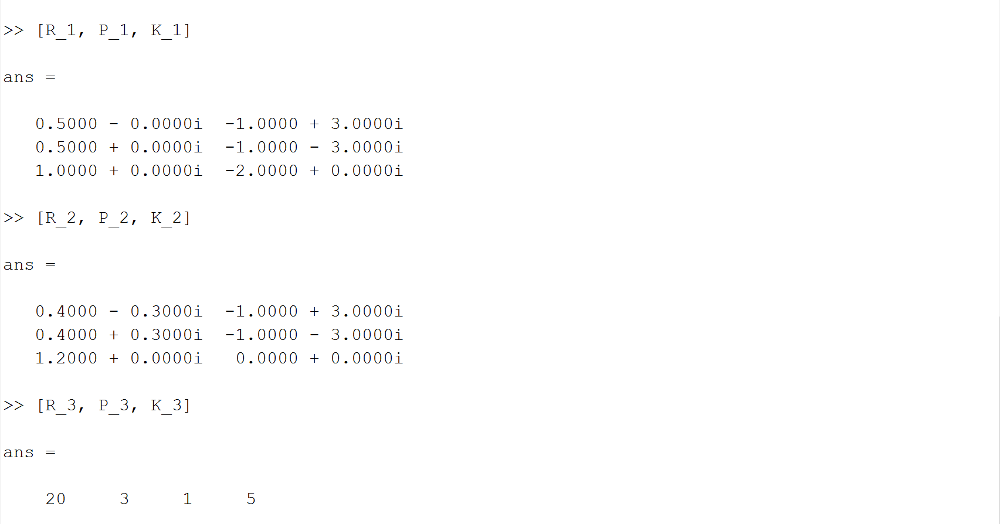 >> [R_1, P_1, K_1]
ans =
0.5000 - 0.0000i  -1.0000 + 3.0000i
0.5000 + 0.0000i  -1.0000 - 3.0000i
1.0000 + 0.0000i  -2.0000 + 0.0000i
>> [R_2, P_2, K_2]
ans =
0.4000 - 0.3000i  -1.0000 + 3.0000i
0.4000 + 0.3000i  -1.0000 - 3.0000i
1.2000 + 0.0000i   0.0000 + 0.0000i
>> [R_3, P_3, K_3]
ans =
20     3     1     5